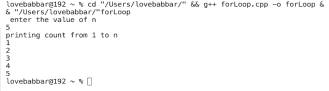 lovebabbar@192 ~ % cd "/Users/lovebabbar/" && g++ forLoop.cpp -o forLoop &
& "/Users/lovebabbar/"forLoop
 enter the value of n
5
printing count from 1 to n
1
2
3
4
5
lovebabbar@192 ~ %